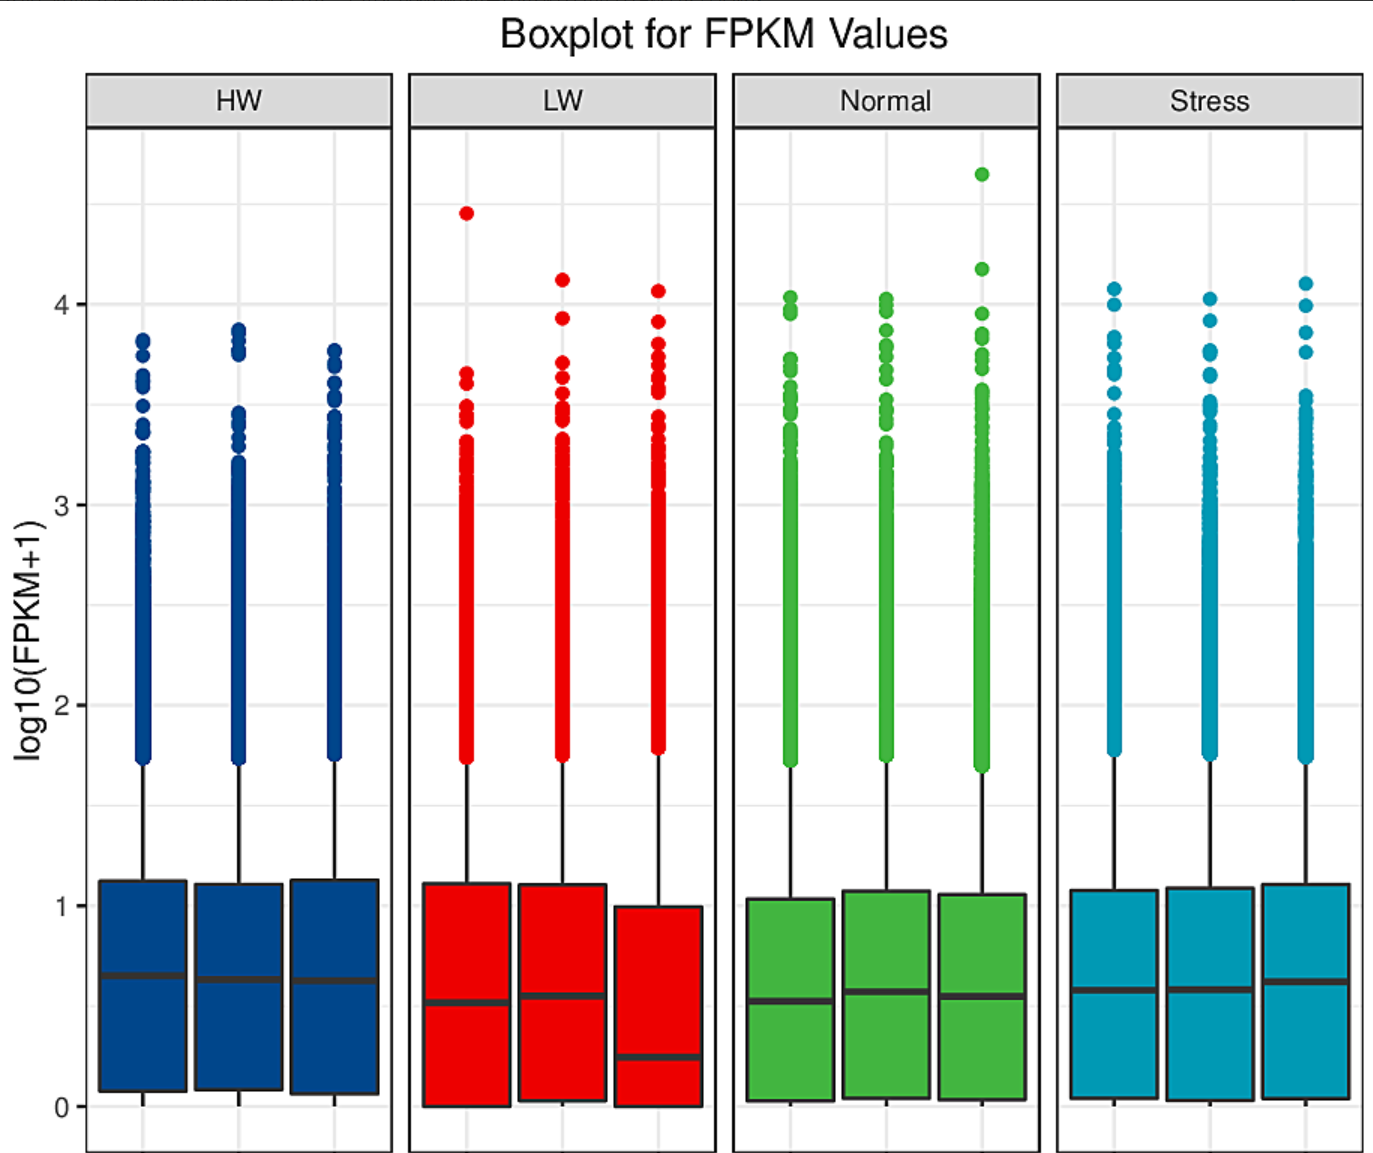 Boxplot for FPKM Values
HW
LW
Normal
Stress
log10(FPKM+1)
4
3
2
1
0